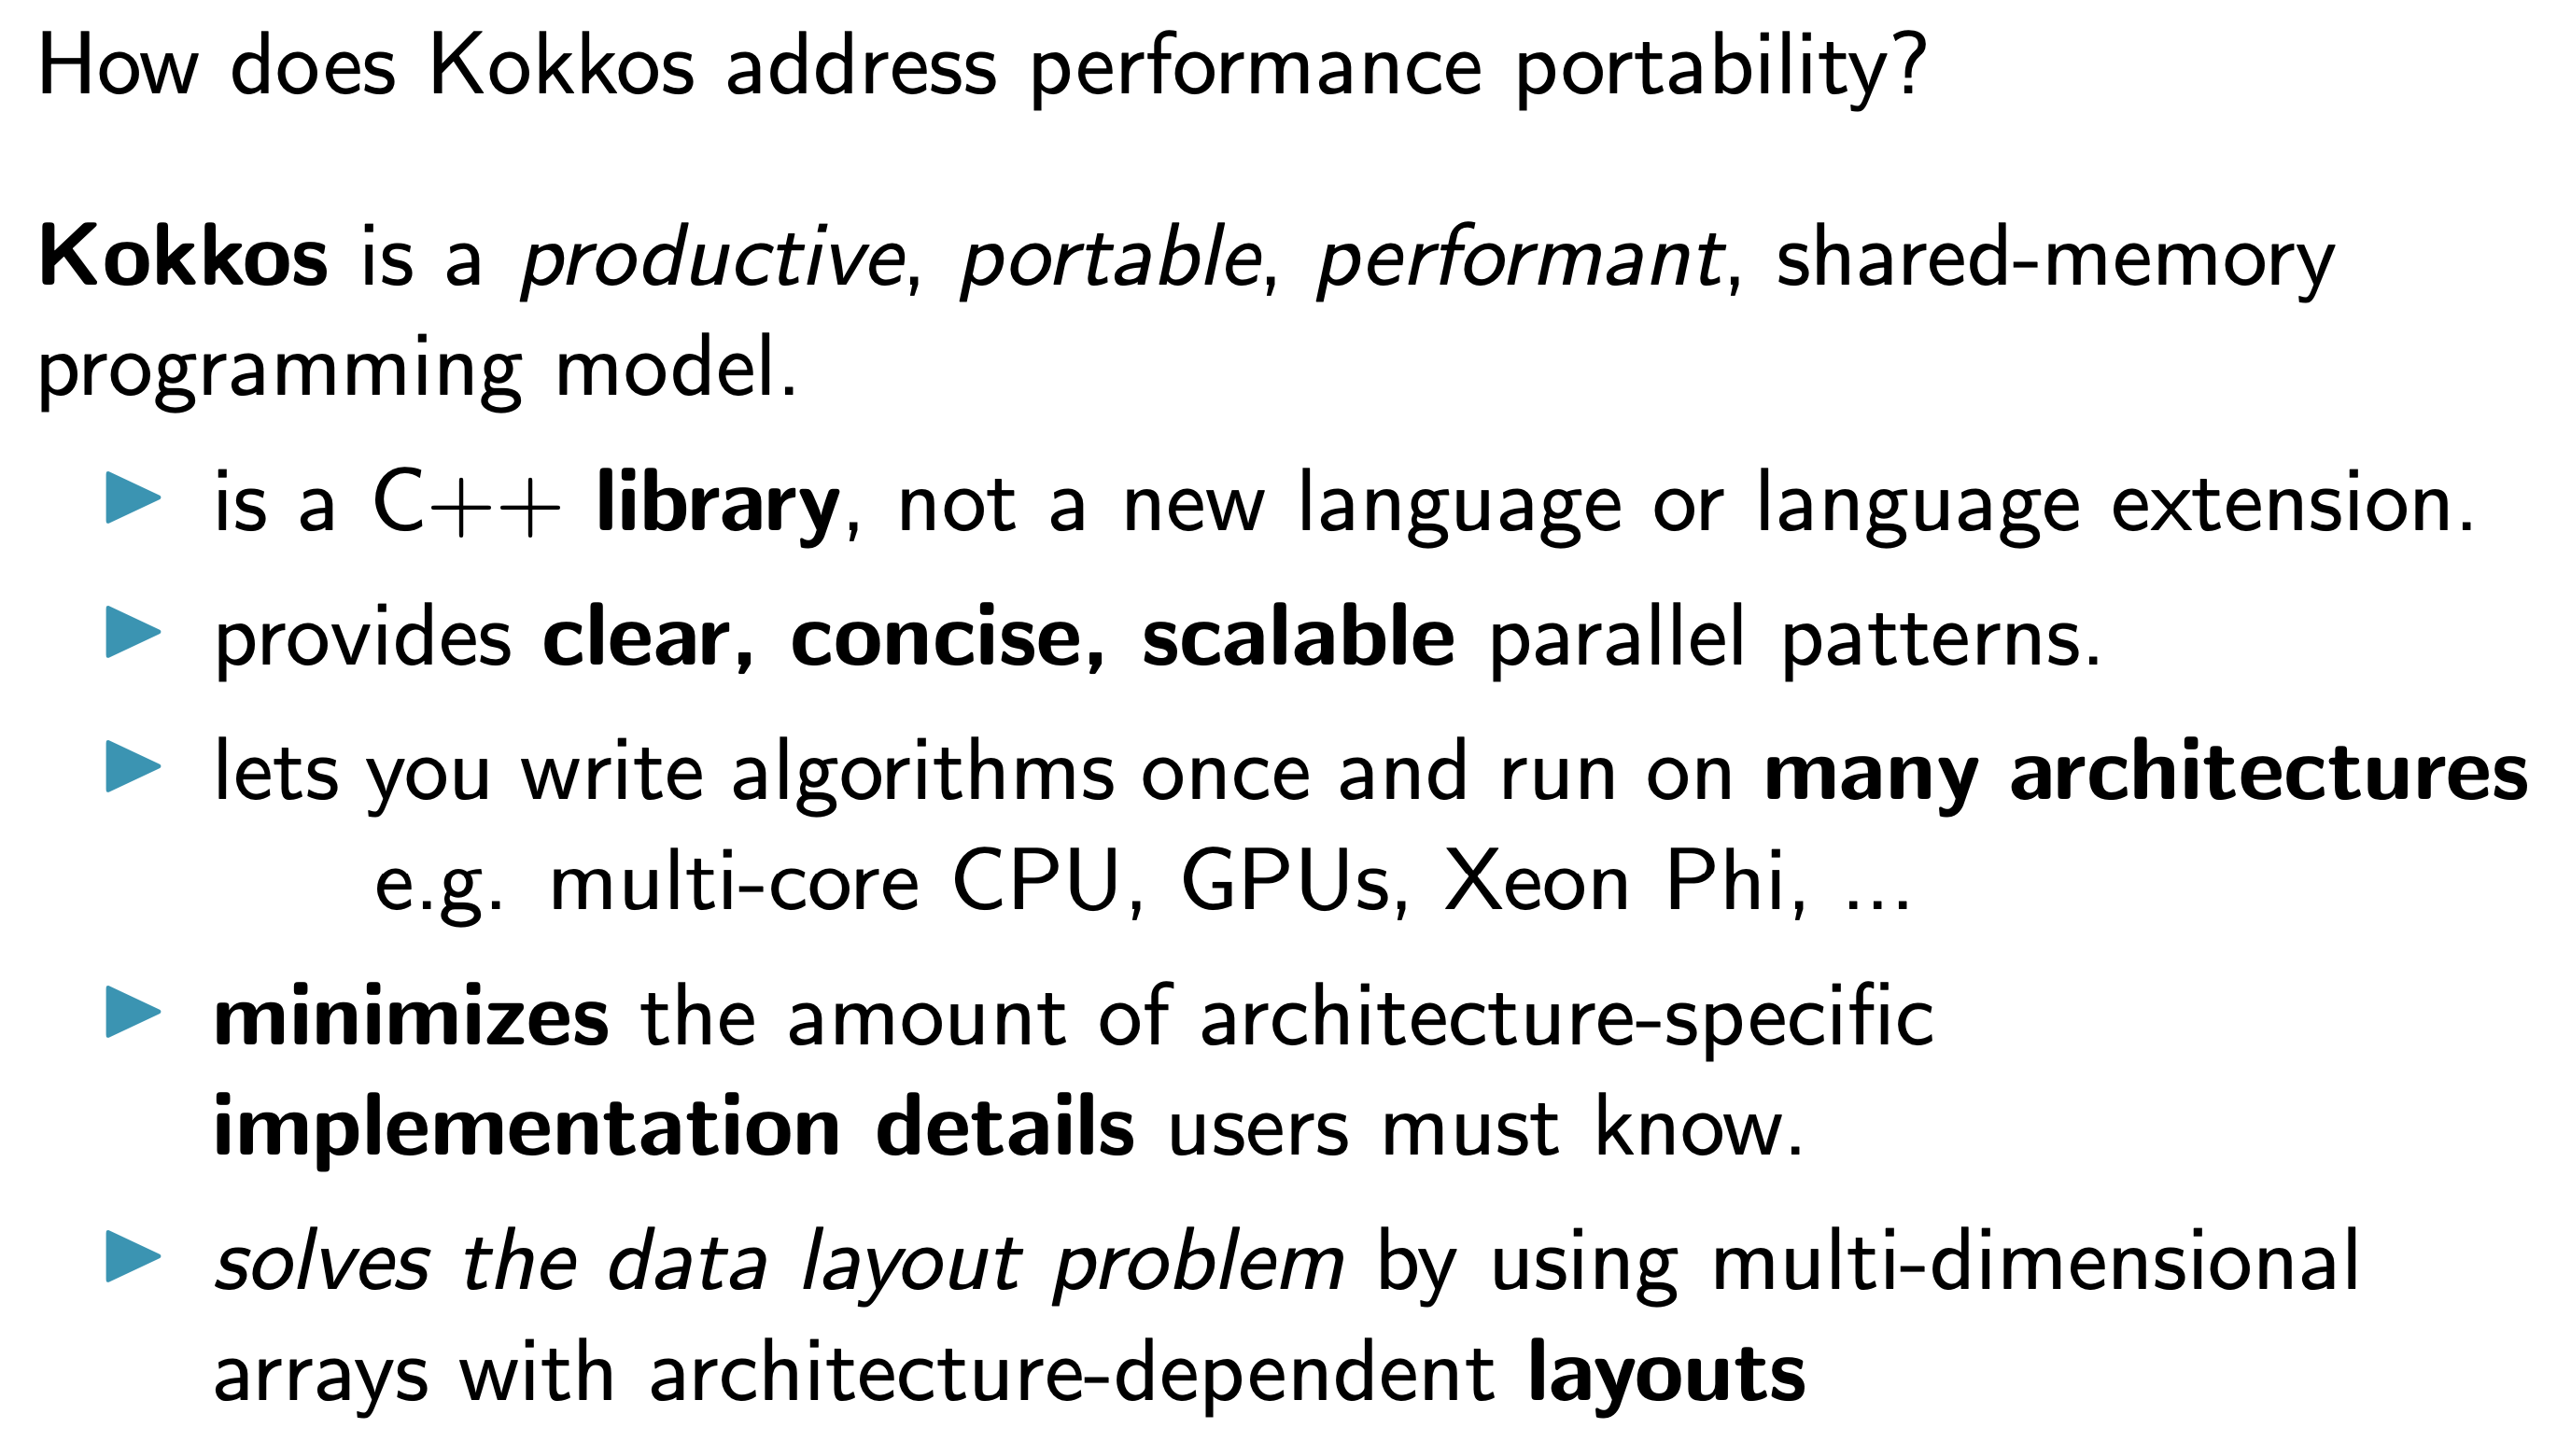 How does Kokkos address performance portability?
Kokkos is a productive, portable, performant, shared-memory
programming model.
▶ is a C++ library, not a new language or language extension.
▶ provides clear, concise, scalable parallel patterns.
▶ lets you write algorithms once and run on many architectures
e.g. multi-core CPU, GPUs, Xeon Phi, ...
▶ minimizes the amount of architecture-specific
implementation details users must know.
▶ solves the data layout problem by using multi-dimensional
arrays with architecture-dependent layouts